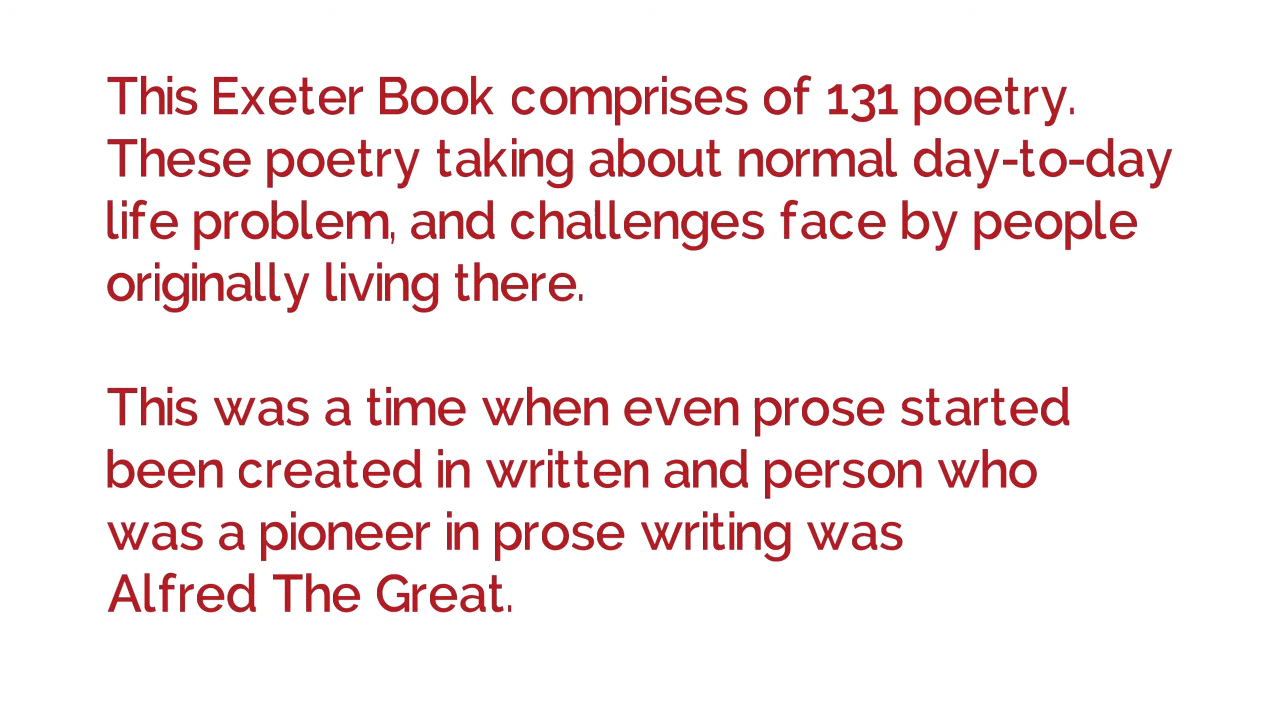 This Exeter Book comprises of 131 poetry.
These poetry taking about normal day-to-day
life problem, and challenges face by people
originally living there.
This was a time when even prose started
been created in written and person who
was a pioneer in prose writing was
Alfred The Great.